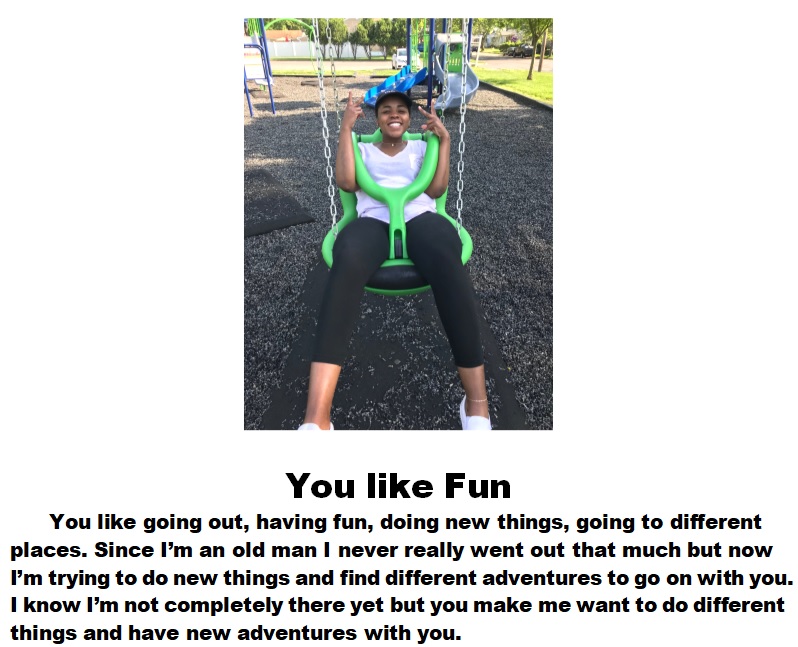 You like Fun
You like going out, having fun, doing new things, going to different
places. Since I’m an old man I never really went out that much but now
I’m trying to do new things and find different adventures to go on with you.
I know I’m not completely there yet but you make me want to do different
things and have new adventures with you.